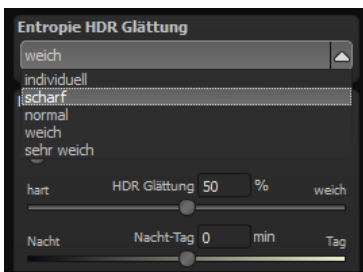 Entropie HDR Glättung
weich
individuell
scharf
normal
weich
sehr weich
hart HDR Glättung 50 % weich
Nacht Nacht-Tag 0 min Tag